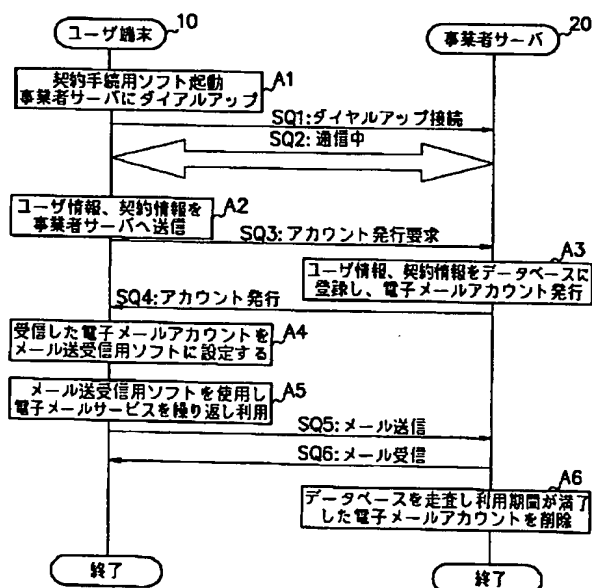 ユーザ端末
10
事業者サーバ
20
契約手続用ソフト起動
事業者サーバにダイアルアップ
A1
SQ1:ダイヤルアップ接続
SQ2:通信中
ユーザ情報、契約情報を
事業者サーバへ送信
A2
SQ3:アカウント発行要求
A3
ユーザ情報、契約情報をデータベースに
登録し、電子メールアカウント発行
SQ4:アカウント発行
受信した電子メールアカウントを
メール送受信用ソフトに設定する
A4
メール送受信用ソフトを使用し
電子メールサービスを繰り返し利用
A5
SQ5:メール送信
SQ6:メール受信
A6
データベースを走査し利用期間が満了
した電子メールアカウントを削除
終了
終了